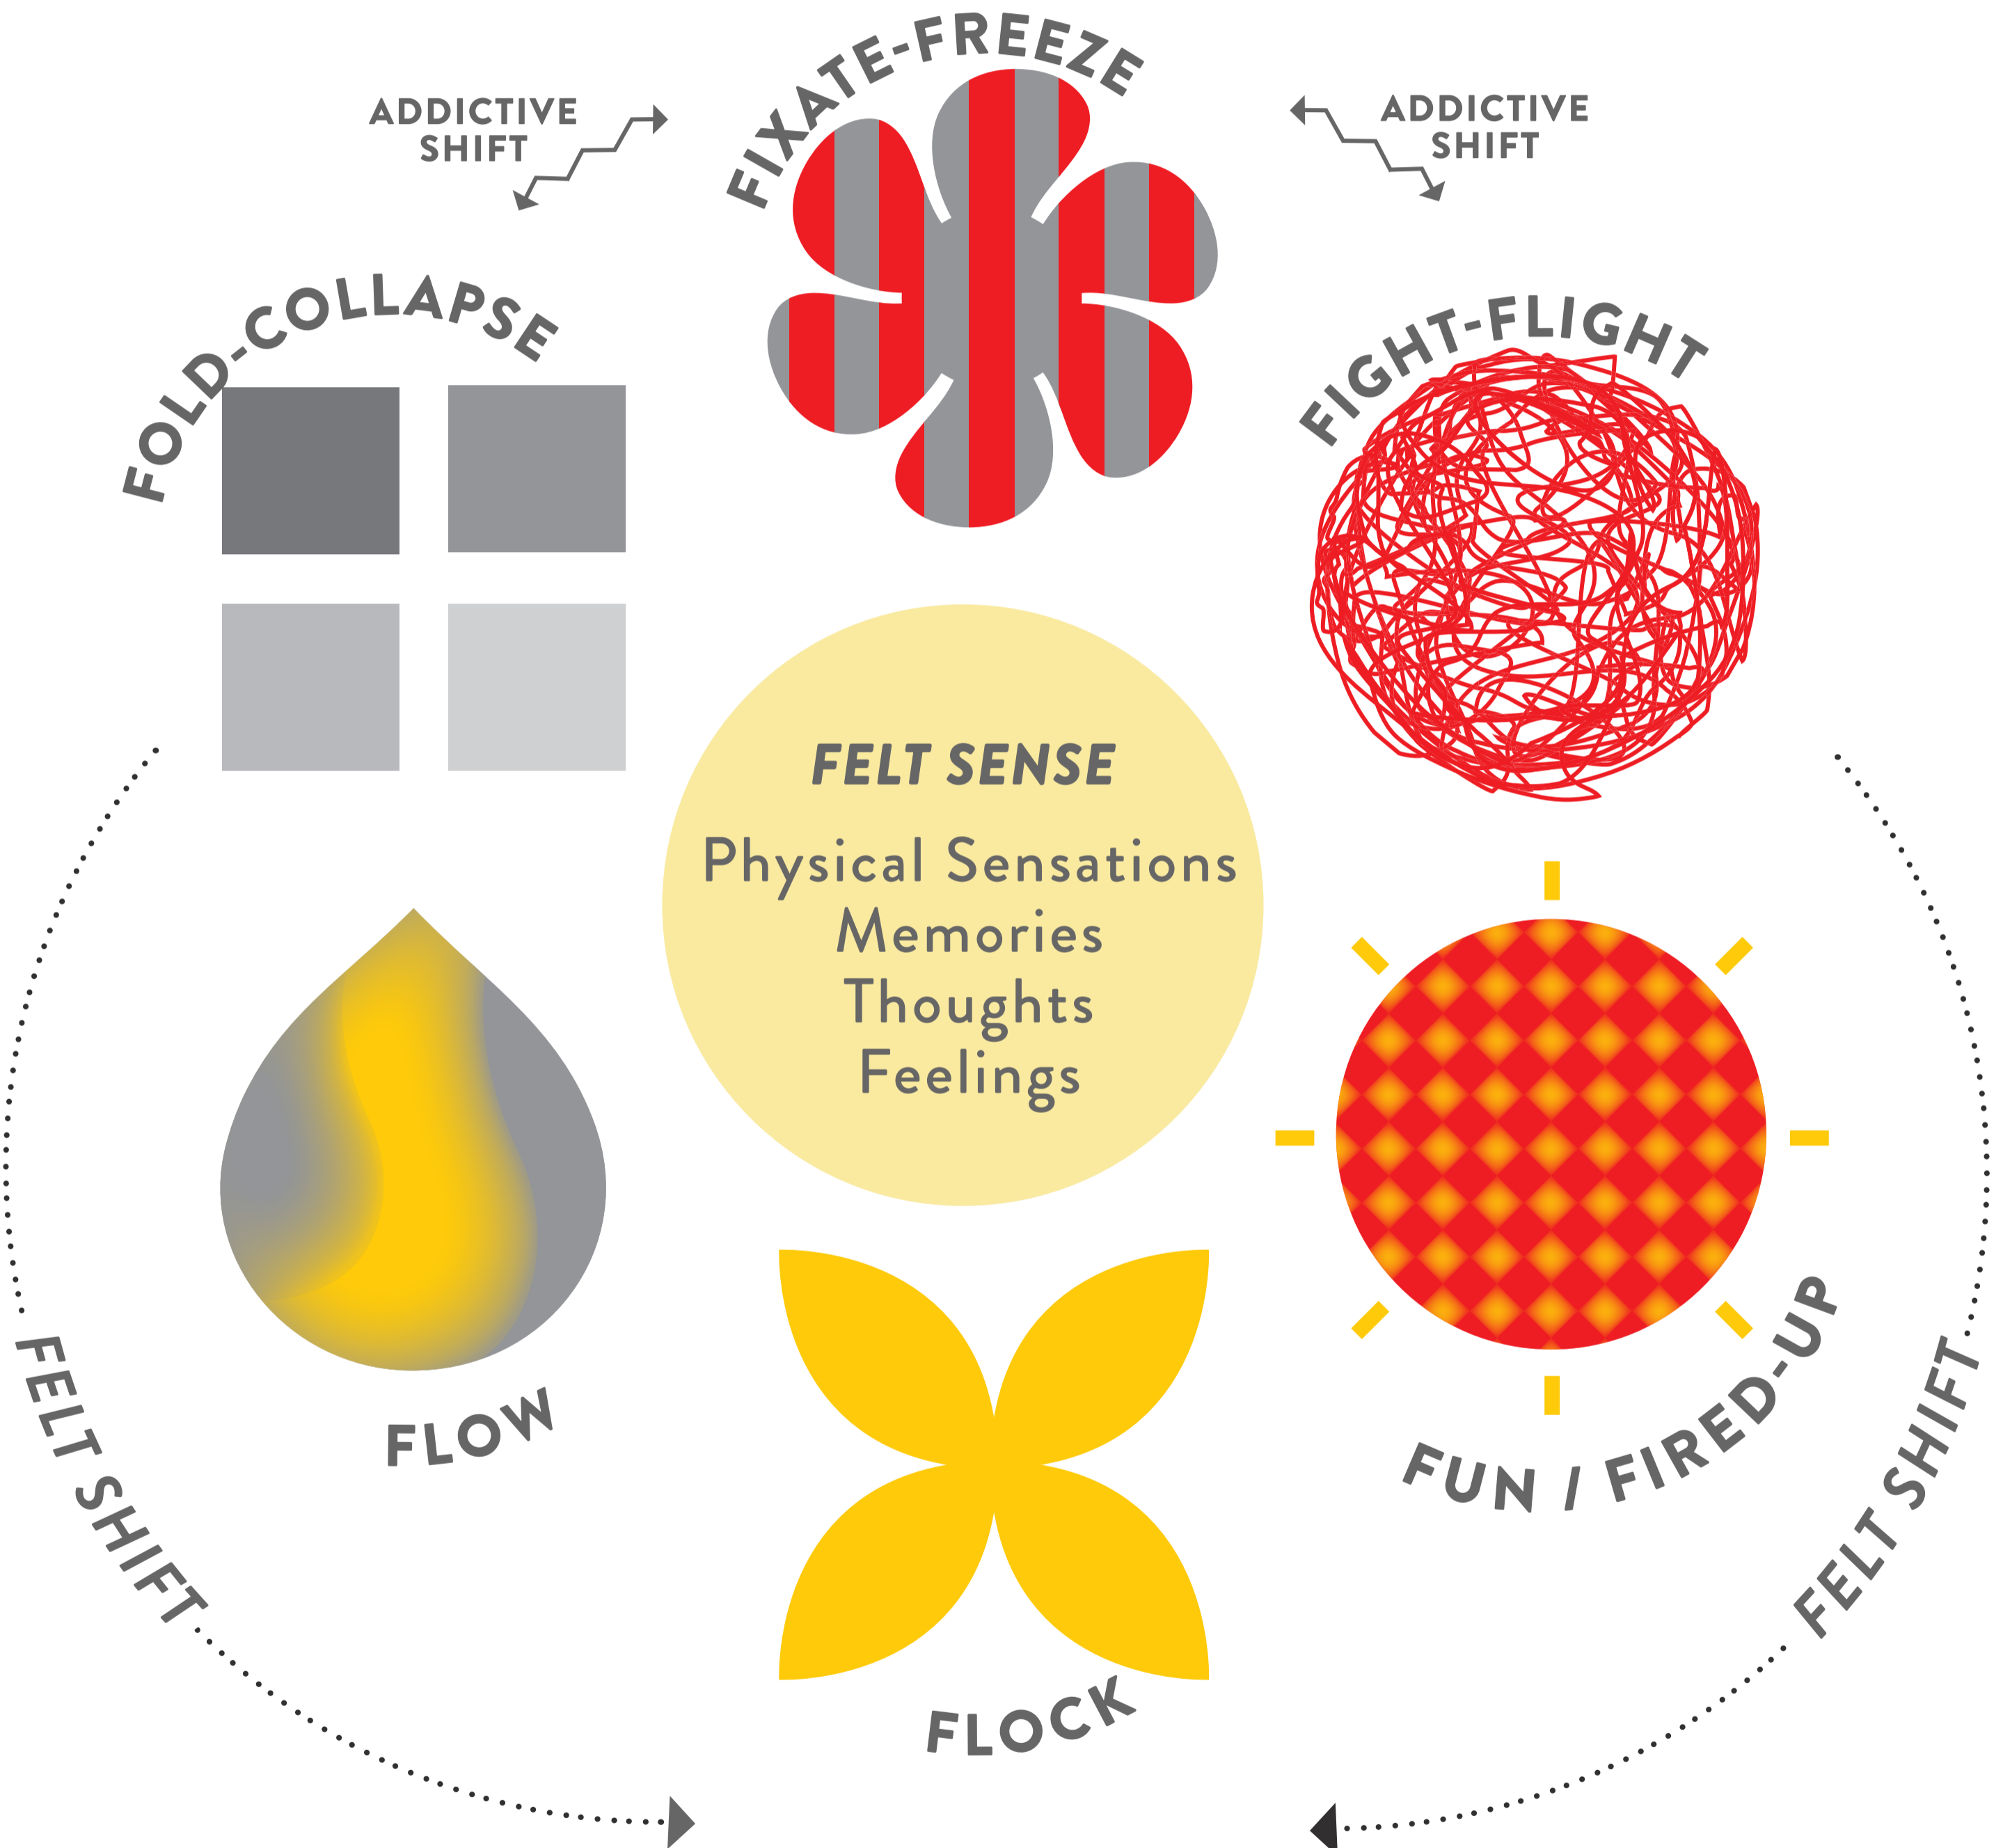 FIXATE-FREEZE
ADDICTIVE
SHIFT
ADDICTIVE
SHIFT
FOLD-COLLAPSE
FEIGHT-FLIGHT
FELT SENSE
Physical Sensations
Memories
Thoughts
Feelings
FLOW
FUN / FIRED-UP
FELT SHIFT
FELT SHIFT
FLOCK